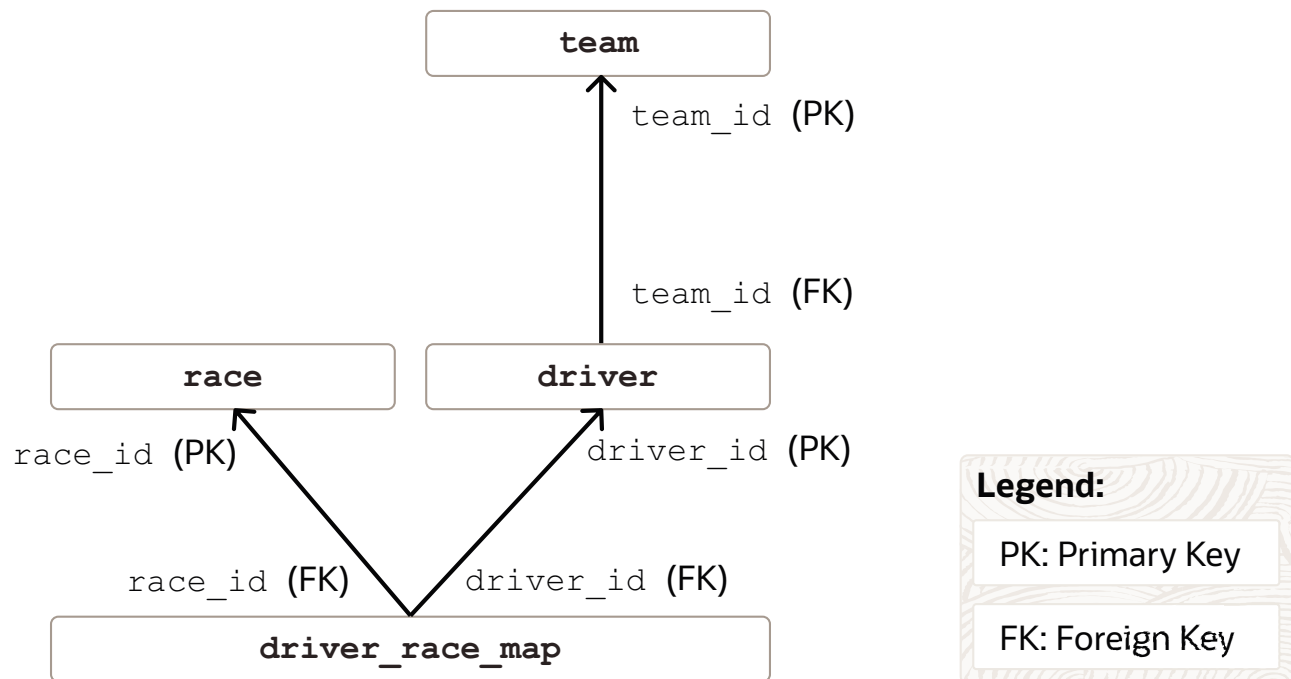 team
team_id (PK)
team_id (FK)
race
driver
race_id (PK)
driver_id (PK)
race_id (FK)
driver_id (FK)
driver_race_map
Legend:
PK: Primary Key
FK: Foreign Key